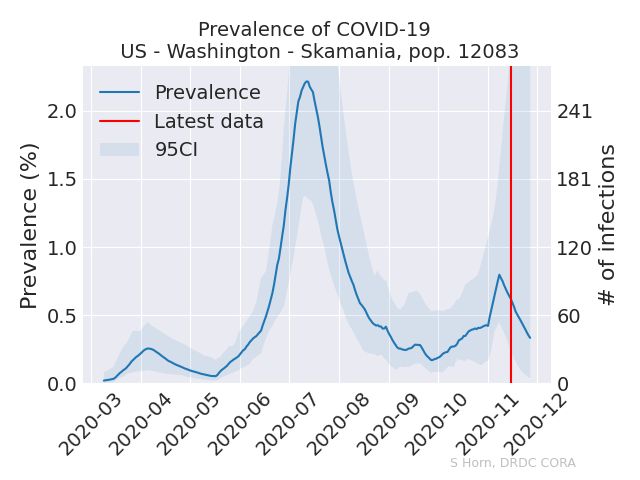 Prevalence of COVID-19
US - Washington - Skamania, pop. 12083
Prevalence
Latest data
95CI
Prevalence (%)
2.0
1.5
1.0
0.5
0.0
241
181
120
60
0
# of infections
2020-03
2020-04
2020-05
2020-06
2020-07
2020-08
2020-09
2020-10
2020-11
2020-12
S Horn, DRDC CORA